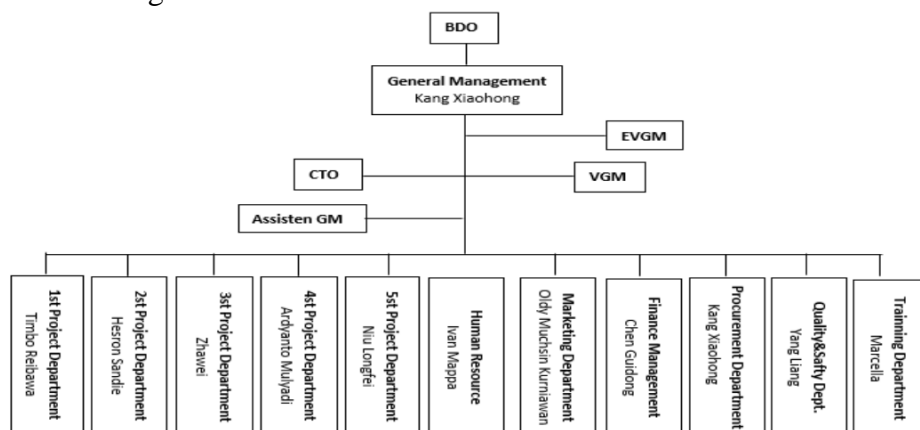 BDO
General Management
Kang Xiaohong
EVGM
CTO
VGM
Assisten GM
1st Project Department
Timbo Reibawa
2st Project Department
Hesron Sandie
3st Project Department
Zhawei
4st Project Department
Ardyanto Mulyadi
5st Project Department
Niu Longfei
Human Resource
Ivan Mappa
Marketing Department
Oldy Muchsin Kurniawan
Finance Management
Chen Guidong
Procurement Department
Kang Xiaohong
Quality&Safty Dept.
Yang Liang
Trainning Department
Marcella